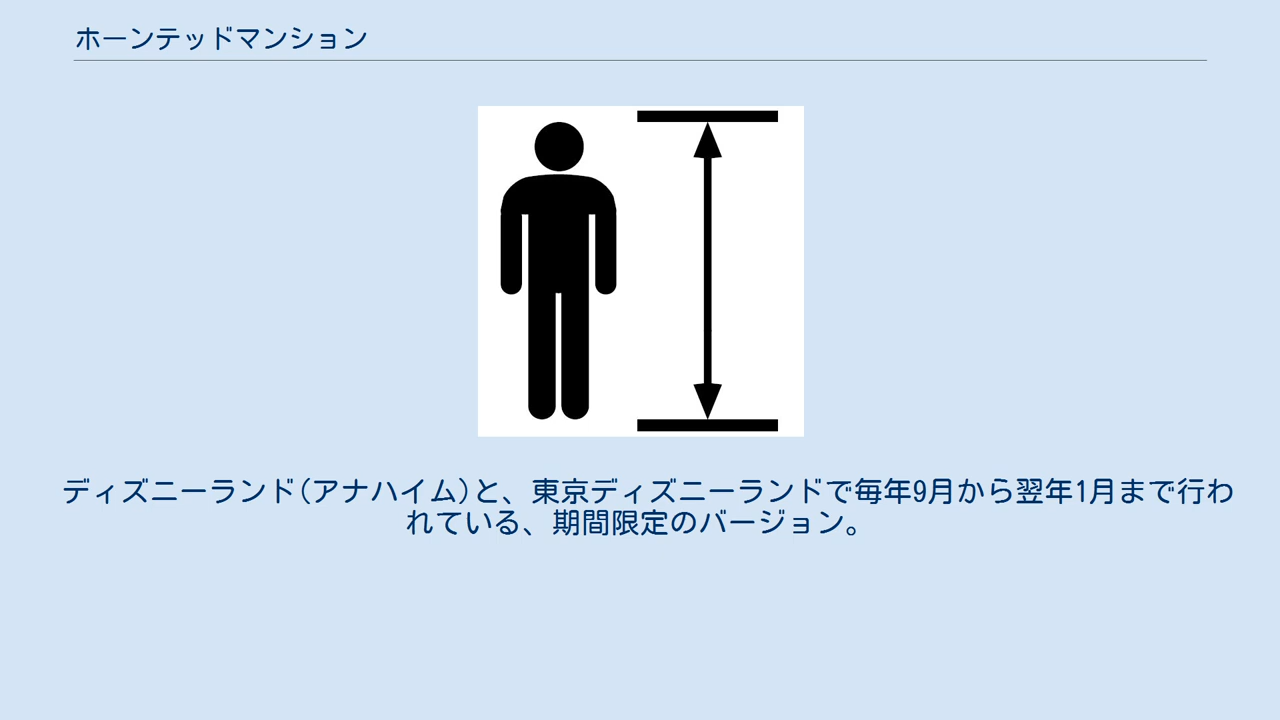 ホーンテッドマンション
ディズニーランド(アナハイム)と、東京ディズニーランドで毎年9月から翌年1月まで行わ
れている、期間限定のバージョン。